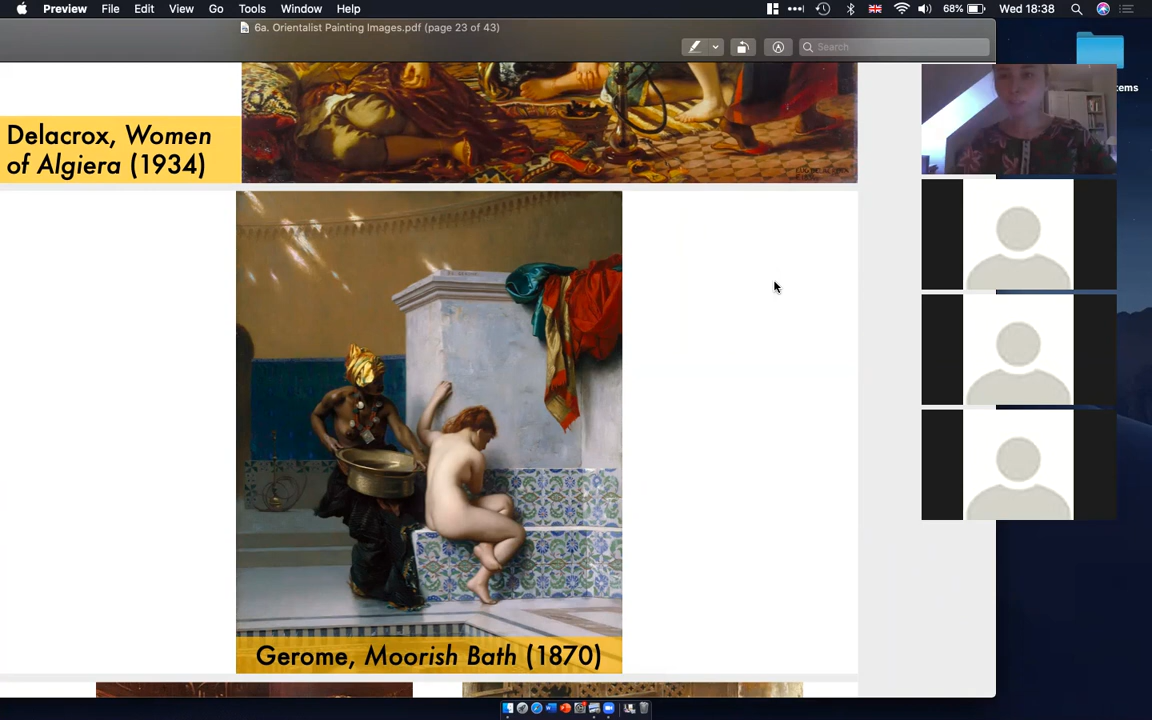 Preview File Edit View Go Tools Window Help
68% Wed 18:38
6a. Orientalist Painting Images.pdf (page 23 of 43)
Search
tems
Delacrox, Women
of Algiera (1934)
Gerome, Moorish Bath (1870)